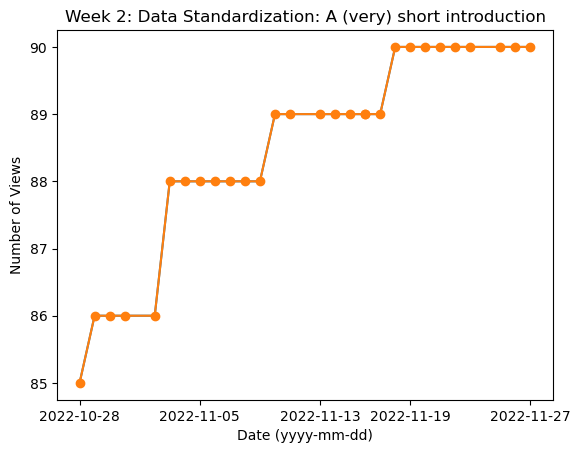 Week 2: Data Standardization: A (very) short introduction
Number of Views
90
89
88
87
86
85
2022-10-28 2022-11-05 2022-11-13 2022-11-19 2022-11-27
Date (yyyy-mm-dd)